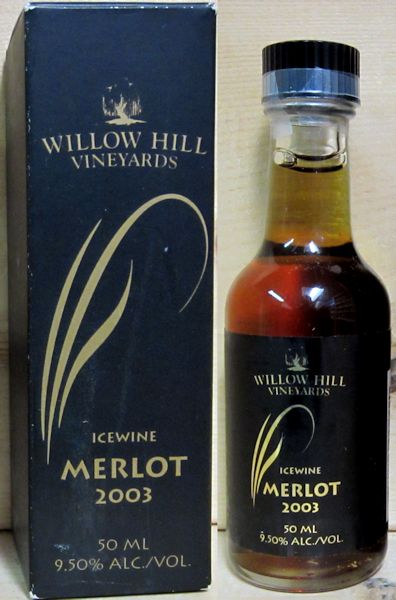 WILLOW HILL
VINEYARDS
ICEWINE
MERLOT
2003
50 ML
9.50% ALC./VOL.
WILLOW HILL
VINEYARDS
ICEWINE
MERLOT
2003
50 ML
9.50% ALC./VOL.